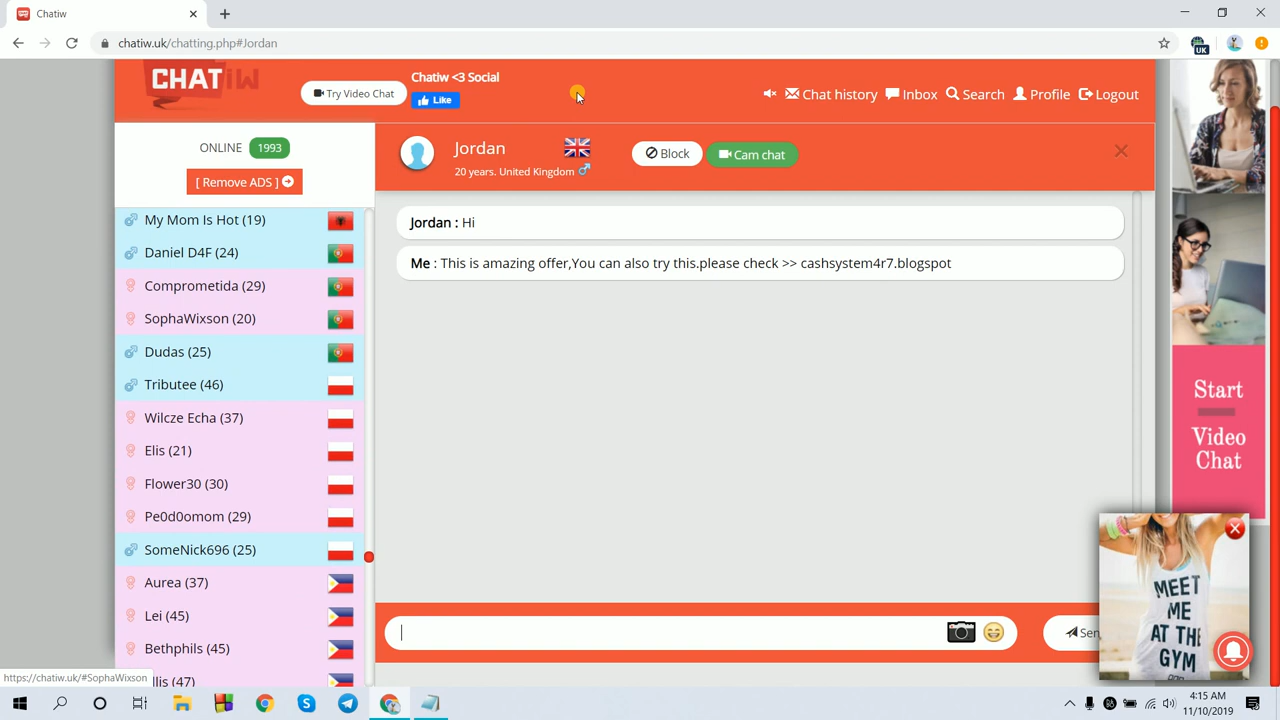 Chatiw
chatiw.uk/chatting.php#Jordan
UK
CHATIW
Try Video Chat
Chatiw <3 Social
Like
Chat history
Inbox
Search
Profile
Logout
ONLINE 1993
[ Remove ADS ]
Jordan
20 years. United Kingdom
Block
Cam chat
My Mom Is Hot (19)
Daniel D4F (24)
Comprometida (29)
SophaWixson (20)
Dudas (25)
Tributee (46)
Wilcze Echa (37)
Elis (21)
Flower30 (30)
Pe0d0omom (29)
SomeNick696 (25)
Aurea (37)
Lei (45)
Bethphils (45)
llis (47)
Jordan : Hi
Me : This is amazing offer,You can also try this.please check >> cashsystem4r7.blogspot
Sen
Start
Video
Chat
MEET
ME
AT THE
GYM
https://chatiw.uk/#SophaWixson
4:15 AM
11/10/2019